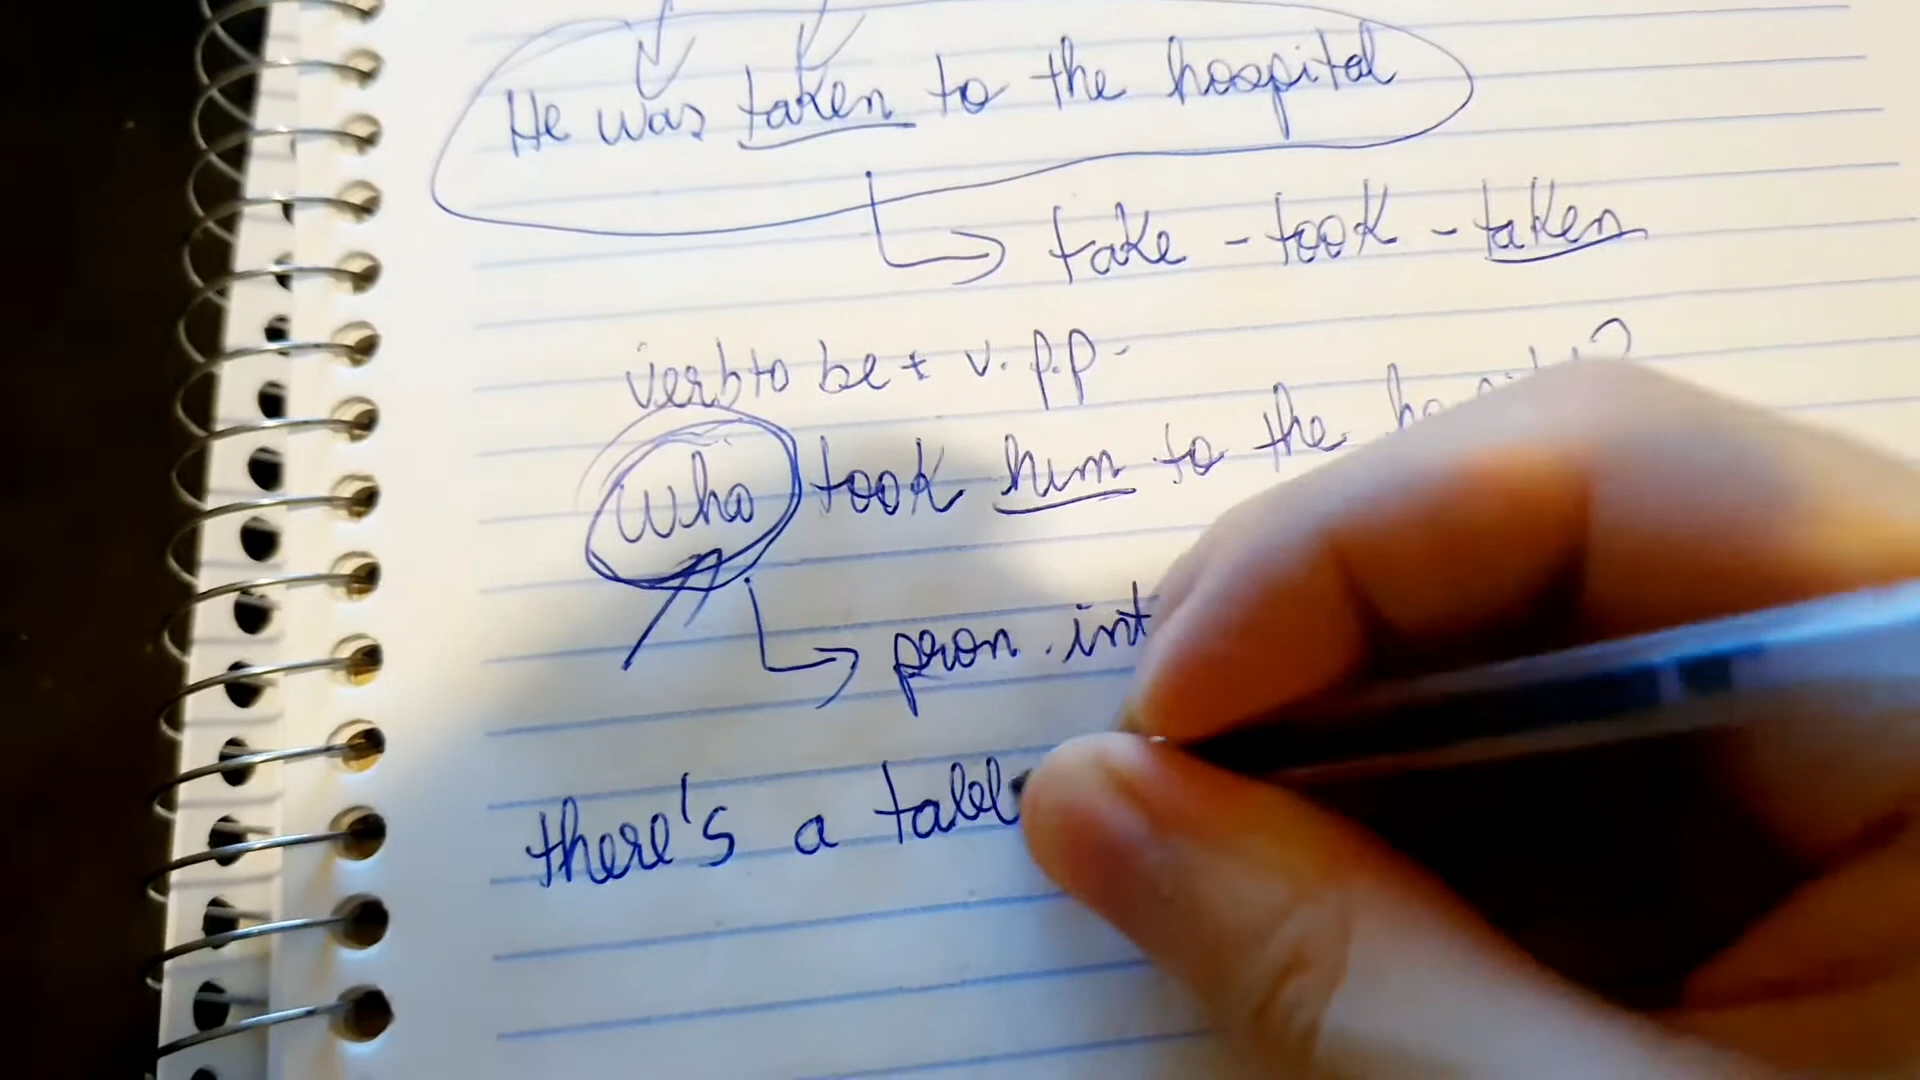 He was taken to the hospital
take - took - taken
verb to be + v. p.p.
who took him to the
pron. int
there's a tabl